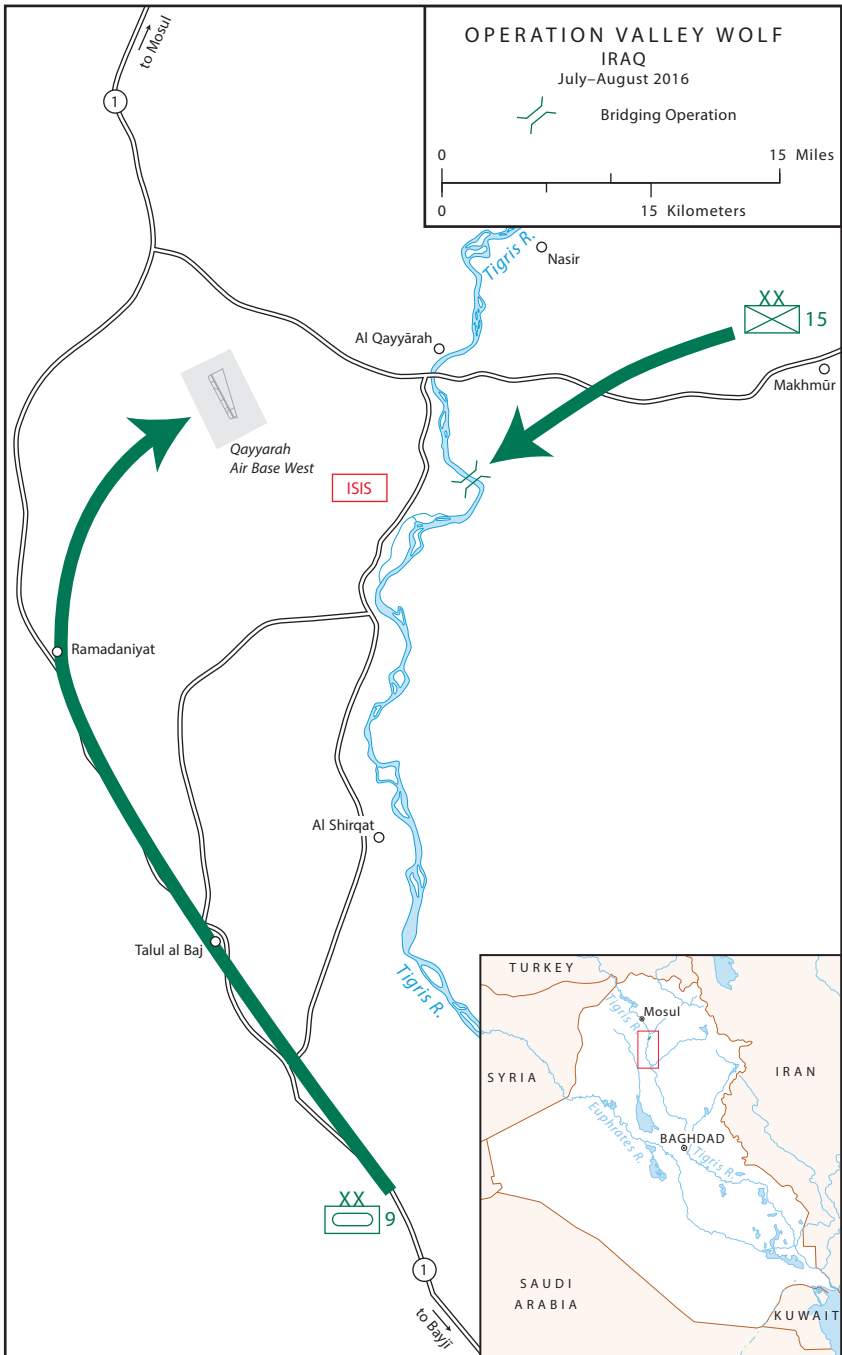 OPERATION VALLEY WOLF
IRAQ
July–August 2016
Bridging Operation
0 15 Miles
0 15 Kilometers
to Mosul
1
Tigris R.
Nasir
XX
15
Al Qayyārah
Makhmūr
Qayyarah
Air Base West
ISIS
Ramadaniyat
Al Shirqat
Talul al Baj
Tigris R.
XX
9
1
to Bayjī
TURKEY
Tigris R.
Mosul
SYRIA
IRAN
Euphrates R.
BAGHDAD
Tigris R.
SAUDI
ARABIA
KUWAIT